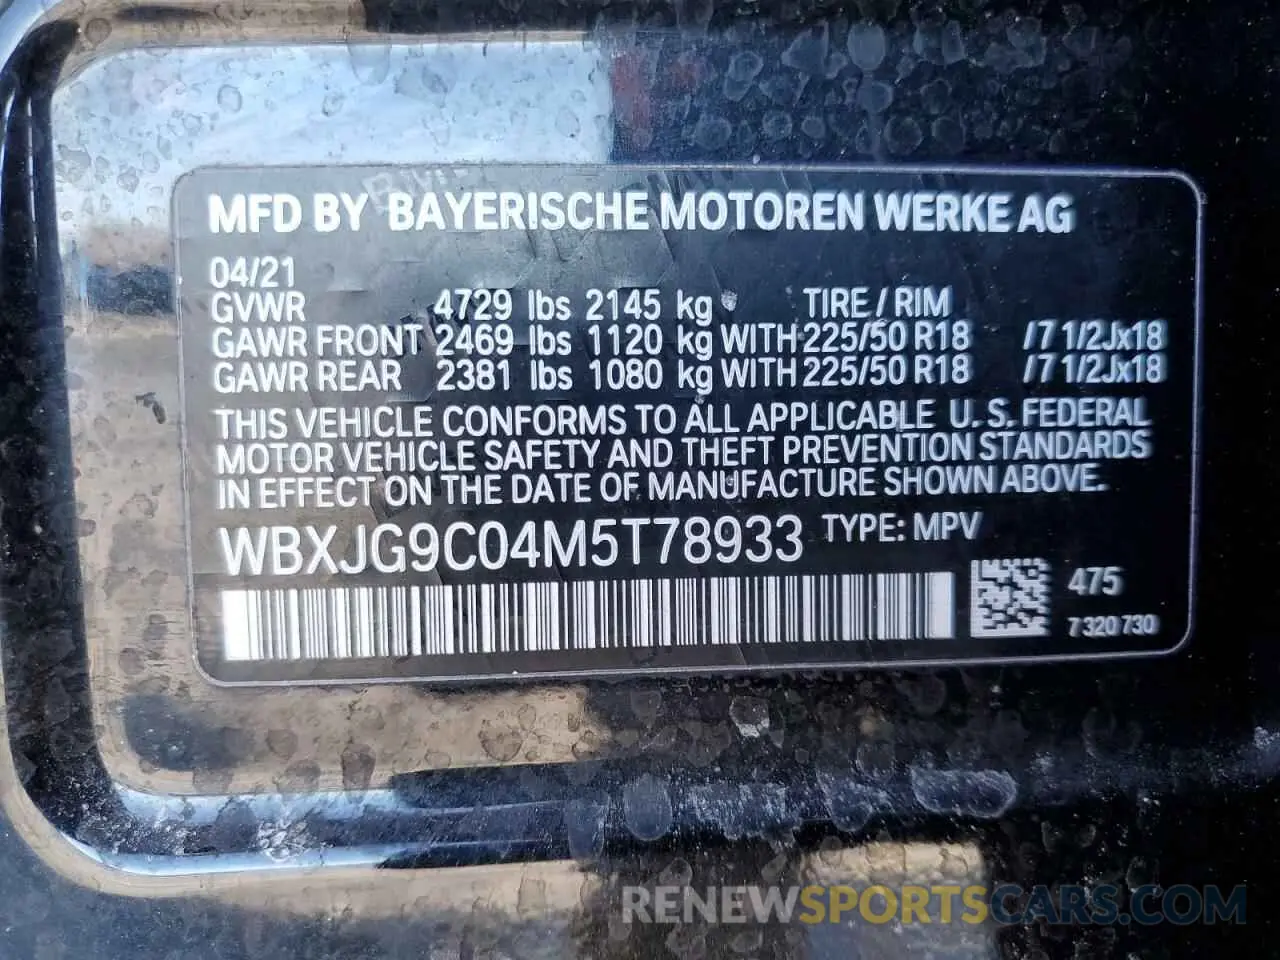 MFD BY BAYERISCHE MOTOREN WERKE AG
04/21
GVWR 4729 lbs 2145 kg TIRE / RIM
GAWR FRONT 2469 lbs 1120 kg WITH 225/50 R18 /7 1/2Jx18
GAWR REAR 2381 lbs 1080 kg WITH 225/50 R18 /7 1/2Jx18
THIS VEHICLE CONFORMS TO ALL APPLICABLE U. S. FEDERAL
MOTOR VEHICLE SAFETY AND THEFT PREVENTION STANDARDS
IN EFFECT ON THE DATE OF MANUFACTURE SHOWN ABOVE.
WBXJG9C04M5T78933 TYPE: MPV
475
7 320 730
RENEWSPORTSCARS.COM